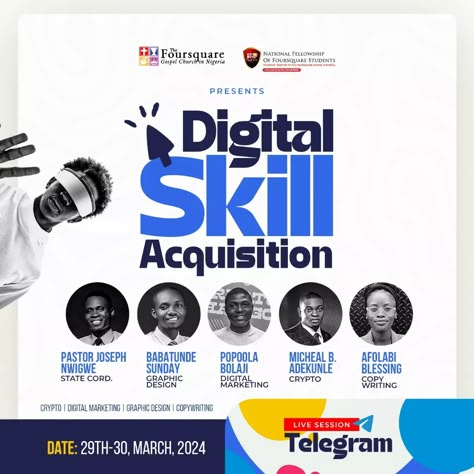 The
Foursquare
Gospel Church in Nigeria
NATIONAL FELLOWSHIP
OF FOURSQUARE STUDENTS
PRESENTS
Digital
Skill
Acquisition
PASTOR JOSEPH
NWIGWE
STATE CORD.
BABATUNDE
SUNDAY
GRAPHIC
DESIGN
POPOOLA
BOLAJI
DIGITAL
MARKETING
MICHEAL B.
ADEKUNLE
CRYPTO
AFOLABI
BLESSING
COPY
WRITING
CRYPTO | DIGITAL MARKETING | GRAPHIC DESIGN | COPYWRITING
DATE: 29TH-30, MARCH, 2024
LIVE SESSION
Telegram